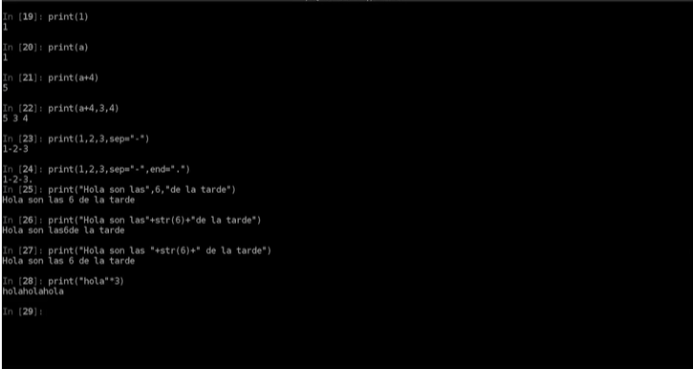 In [19]: print(1)
1
In [20]: print(a)
1
In [21]: print(a+4)
5
In [22]: print(a+4,3,4)
5 3 4
In [23]: print(1,2,3,sep="-")
1-2-3
In [24]: print(1,2,3,sep="-",end=".")
1-2-3.
In [25]: print("Hola son las",6,"de la tarde")
Hola son las 6 de la tarde
In [26]: print("Hola son las"+str(6)+"de la tarde")
Hola son las6de la tarde
In [27]: print("Hola son las "+str(6)+" de la tarde")
Hola son las 6 de la tarde
In [28]: print("hola"*3)
holaholahola
In [29]: